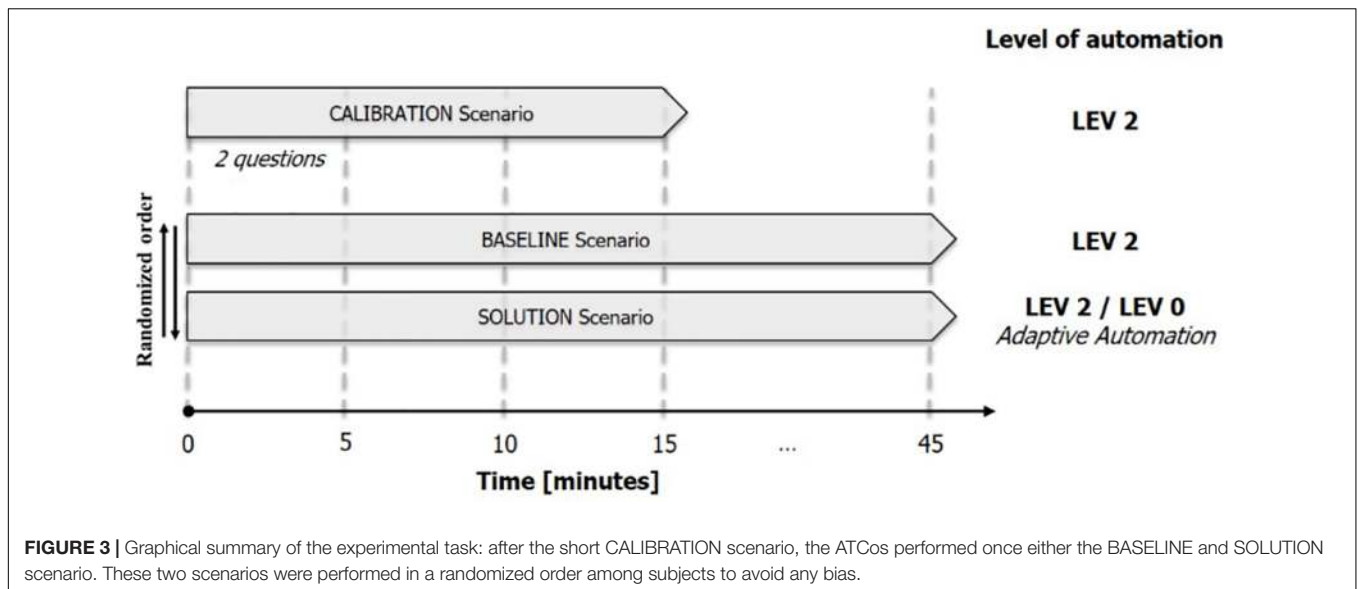 Level of automation
CALIBRATION Scenario
LEV 2
2 questions
Randomized order
BASELINE Scenario
LEV 2
SOLUTION Scenario
LEV 2 / LEV 0
Adaptive Automation
0 5 10 15 ... 45
Time [minutes]
FIGURE 3 | Graphical summary of the experimental task: after the short CALIBRATION scenario, the ATCos performed once either the BASELINE and SOLUTION
scenario. These two scenarios were performed in a randomized order among subjects to avoid any bias.